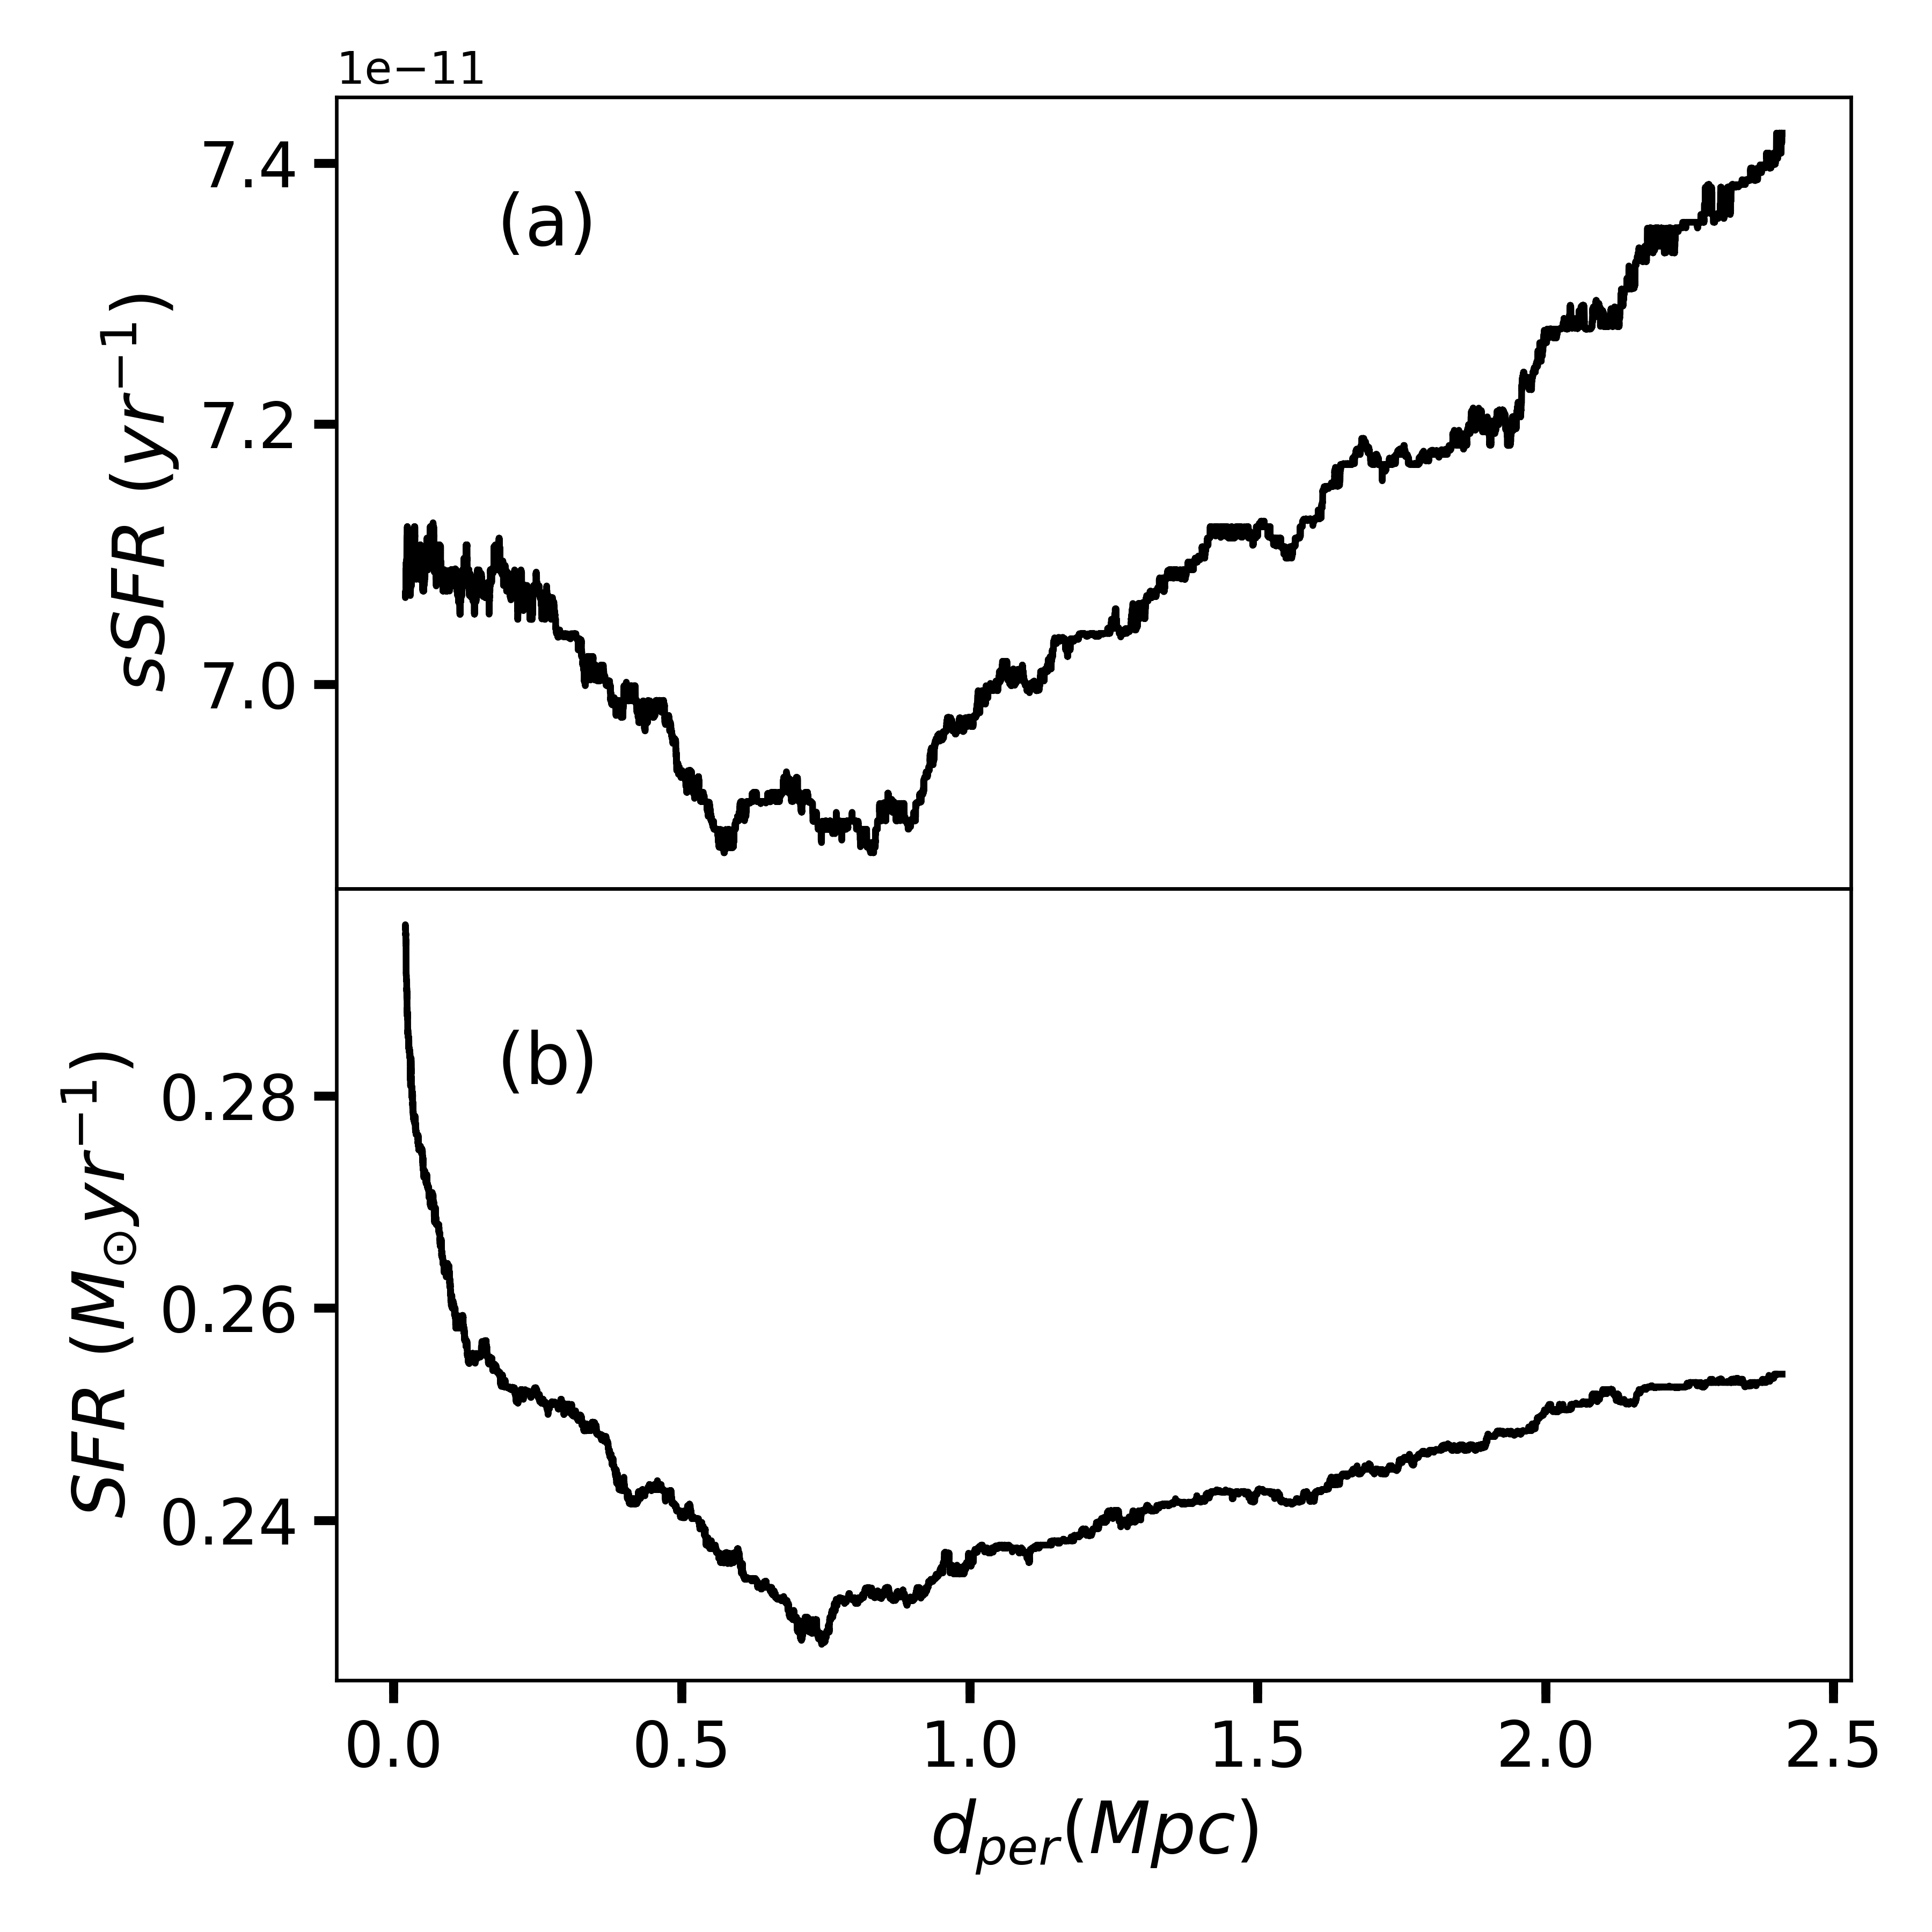 1e−11
7.4
(a)
7.2
sSFR (yr⁻¹)
7.0
(b)
0.28
SFR (M⊙yr⁻¹)
0.26
0.24
0.0 0.5 1.0 1.5 2.0 2.5
d_per(Mpc)